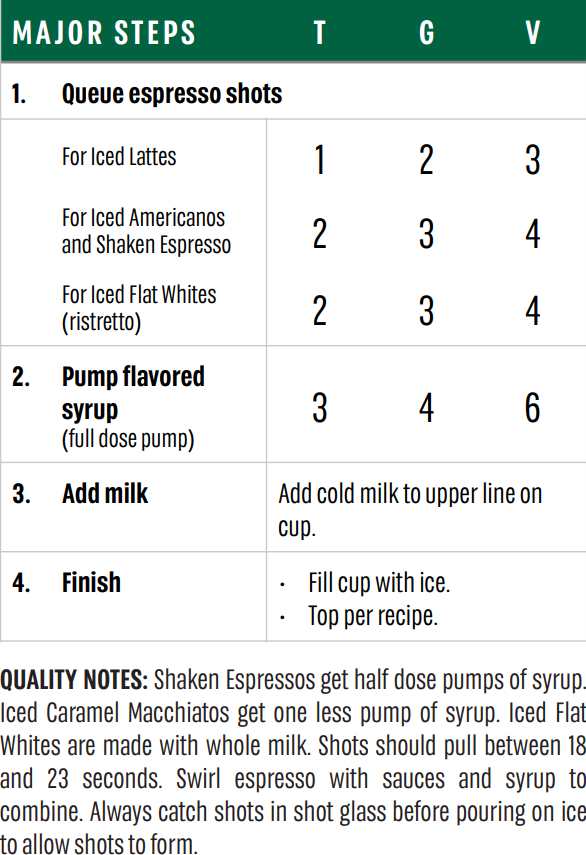 MAJOR STEPS T G V
1. Queue espresso shots
For Iced Lattes 1 2 3
For Iced Americanos
and Shaken Espresso 2 3 4
For Iced Flat Whites
(ristretto) 2 3 4
2. Pump flavored
syrup
(full dose pump) 3 4 6
3. Add milk Add cold milk to upper line on
cup.
4. Finish • Fill cup with ice.
• Top per recipe.
QUALITY NOTES: Shaken Espressos get half dose pumps of syrup.
Iced Caramel Macchiatos get one less pump of syrup. Iced Flat
Whites are made with whole milk. Shots should pull between 18
and 23 seconds. Swirl espresso with sauces and syrup to
combine. Always catch shots in shot glass before pouring on ice
to allow shots to form.